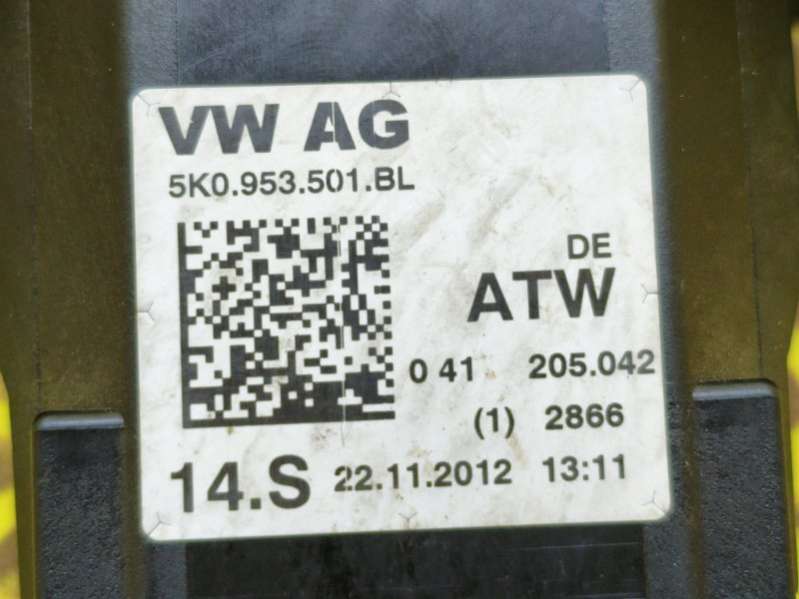 VW AG
5K0.953.501.BL
DE
ATW
0 41 205.042
(1) 2866
14.S 22.11.2012 13:11